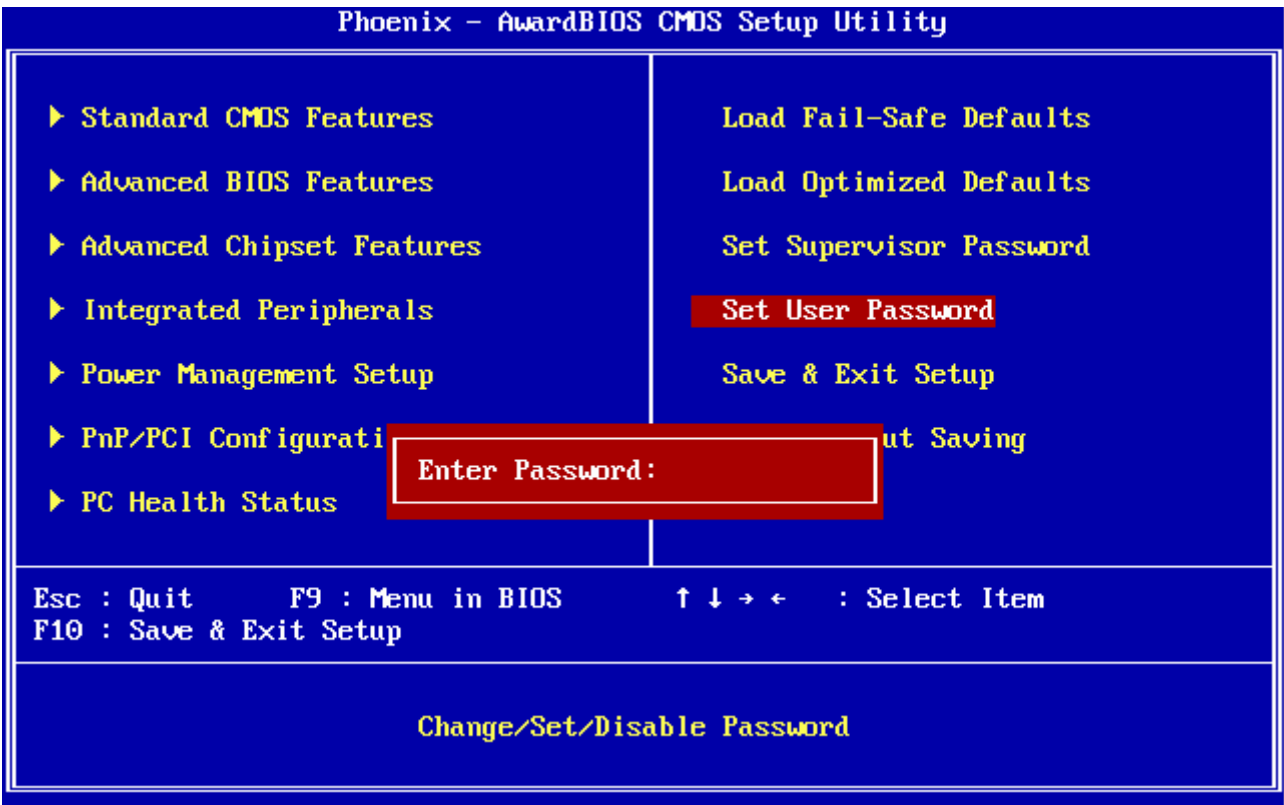 Phoenix - AwardBIOS CMOS Setup Utility
Standard CMOS Features
Advanced BIOS Features
Advanced Chipset Features
Integrated Peripherals
Power Management Setup
PnP/PCI Configurati
PC Health Status
Load Fail-Safe Defaults
Load Optimized Defaults
Set Supervisor Password
Set User Password
Save & Exit Setup
ut Saving
Enter Password:
Esc : Quit F9 : Menu in BIOS ↑ ↓ → ← : Select Item
F10 : Save & Exit Setup
Change/Set/Disable Password